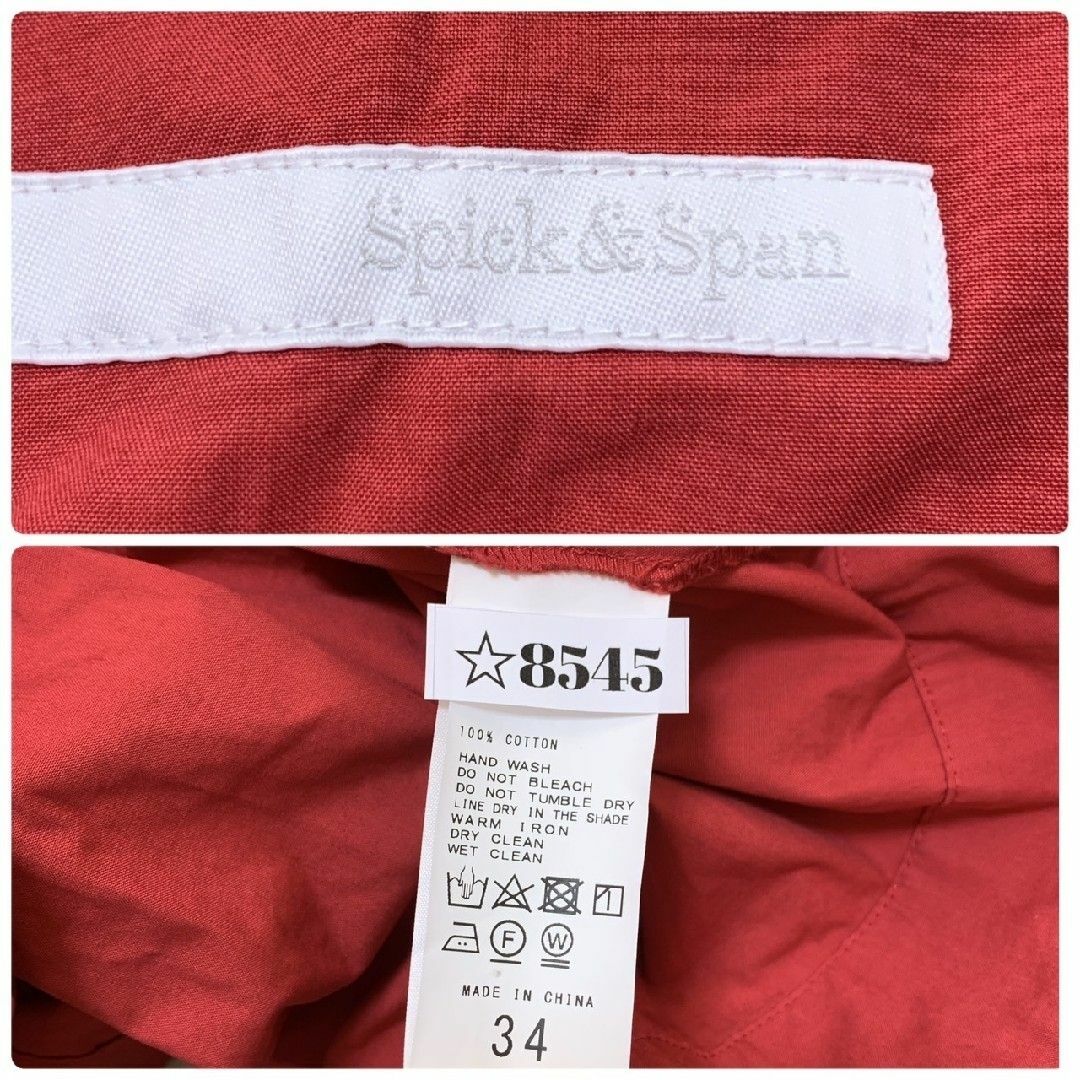 Spick&Span
☆8545
100% COTTON
HAND WASH
DO NOT BLEACH
DO NOT TUMBLE DRY
LINE DRY IN THE SHADE
WARM IRON
DRY CLEAN
WET CLEAN
F W
MADE IN CHINA
34